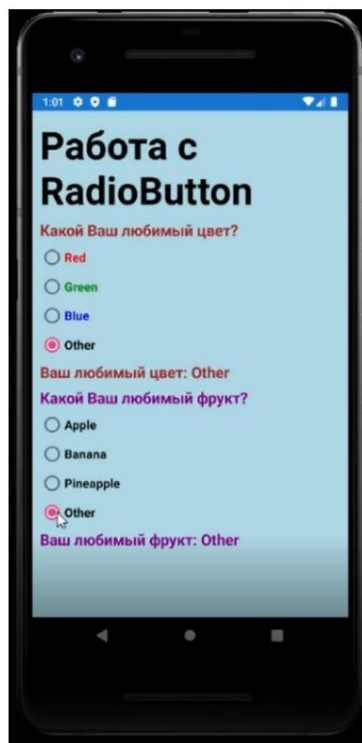 1:01
Работа с
RadioButton
Какой Ваш любимый цвет?
Red
Green
Blue
Other
Ваш любимый цвет: Other
Какой Ваш любимый фрукт?
Apple
Banana
Pineapple
Other
Ваш любимый фрукт: Other